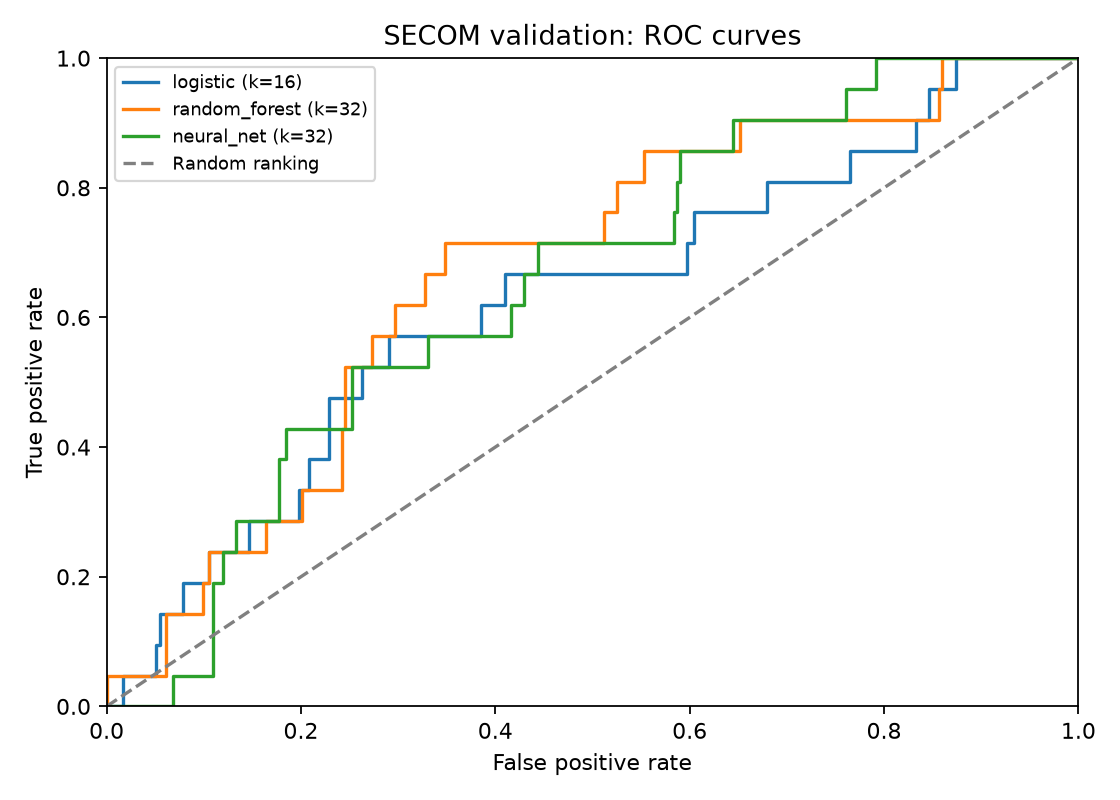 SECOM validation: ROC curves
1.0
0.8
0.6
0.4
0.2
0.0
True positive rate
logistic (k=16)
random_forest (k=32)
neural_net (k=32)
Random ranking
0.0 0.2 0.4 0.6 0.8 1.0
False positive rate